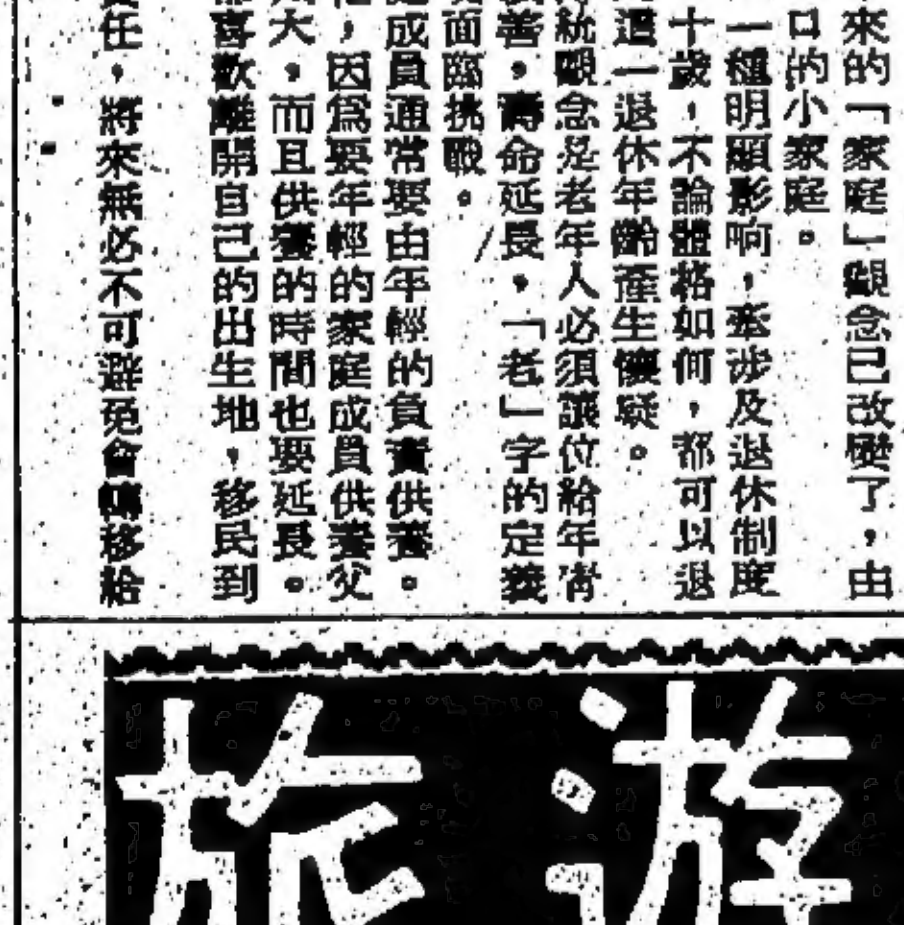 來的「家庭」觀念已改變了，由
口的小家庭。
一種明顯影响，牽涉及退休制度
十歲，不論體格如何，都可以退
這一退休年齡產生懷疑。
統觀念是老年人必須讓位給年青
善，壽命延長，「老」字的定義
面臨挑戰。
成員通常要由年輕的負責供養。
，因爲要年輕的家庭成員供養父
大，而且供養的時間也要延長。
喜歡離開自己的出生地，移民到
任，將來無必不可避免會轉移給
游旅